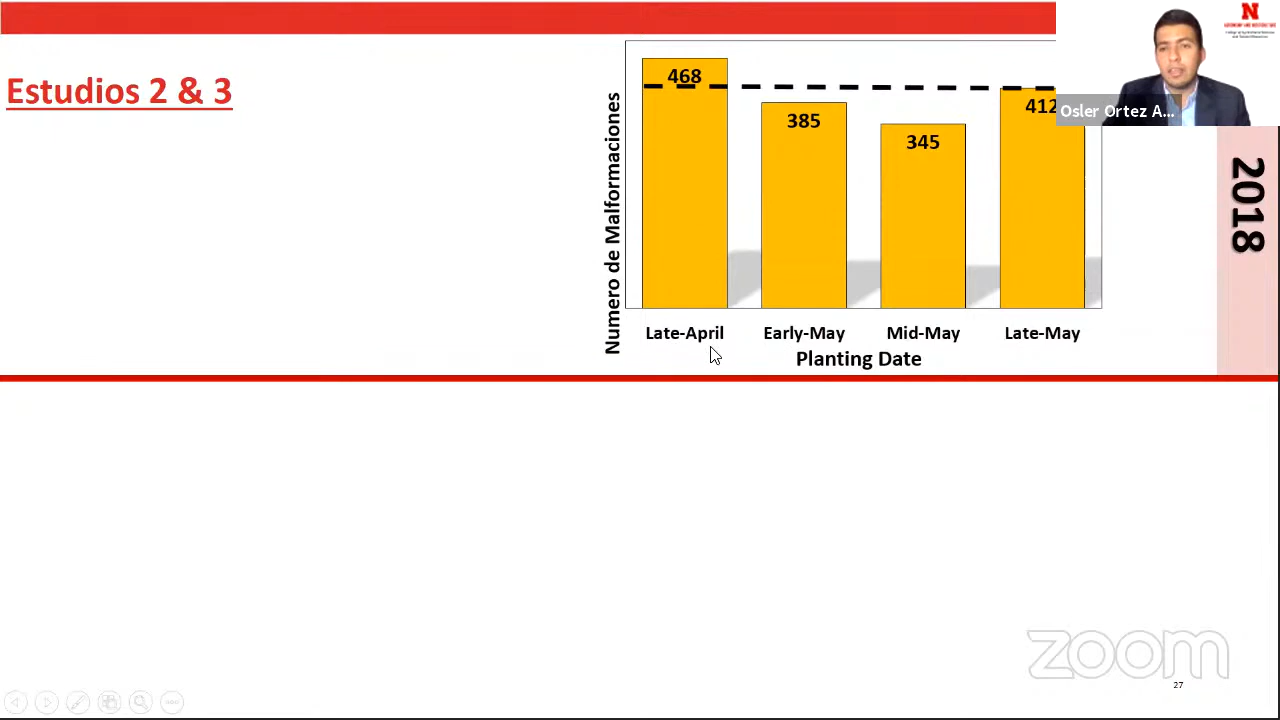 Estudios 2 & 3
Numero de Malformaciones
468
385
345
412
Late-April
Early-May
Mid-May
Late-May
Planting Date
2018
N
Osler Ortez A...
zoom
27